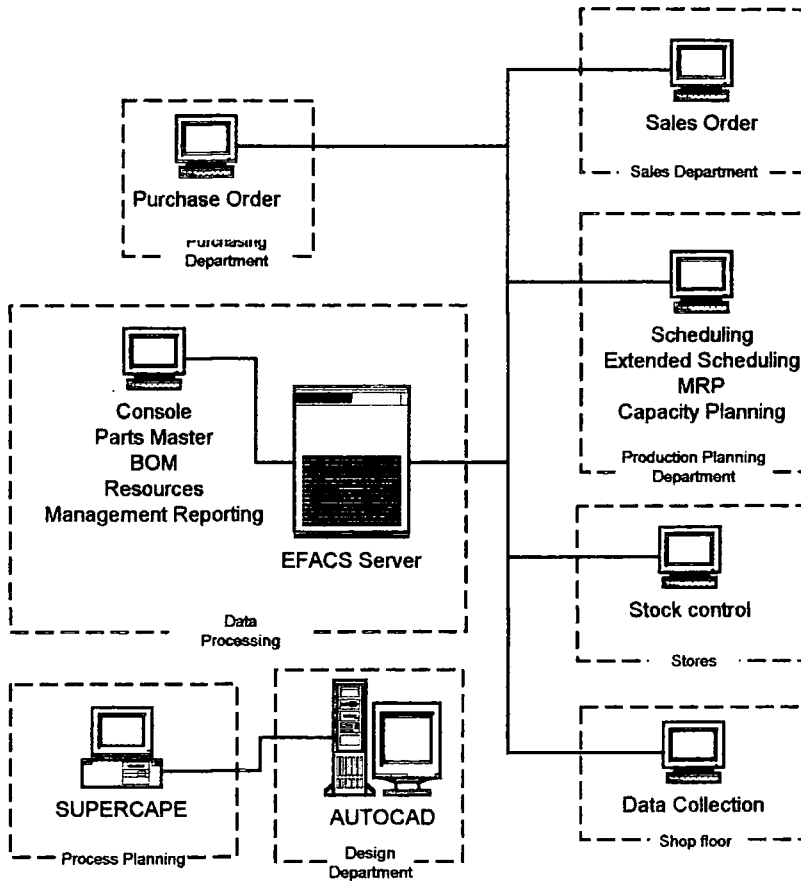 Sales Order
Sales Department
Purchase Order
Purchasing
Department
Scheduling
Extended Scheduling
MRP
Capacity Planning
Production Planning
Department
Console
Parts Master
BOM
Resources
Management Reporting
EFACS Server
Data
Processing
Stock control
Stores
SUPERCAPE
Process Planning
AUTOCAD
Design
Department
Data Collection
Shop floor